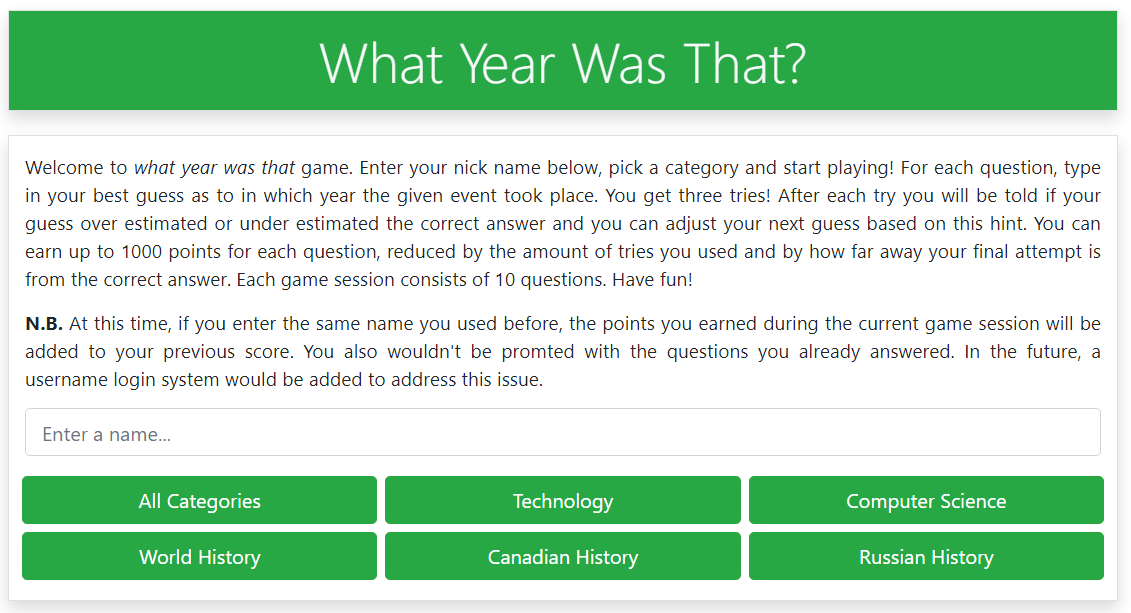 What Year Was That?
Welcome to what year was that game. Enter your nick name below, pick a category and start playing! For each question, type
in your best guess as to in which year the given event took place. You get three tries! After each try you will be told if your
guess over estimated or under estimated the correct answer and you can adjust your next guess based on this hint. You can
earn up to 1000 points for each question, reduced by the amount of tries you used and by how far away your final attempt is
from the correct answer. Each game session consists of 10 questions. Have fun!
N.B. At this time, if you enter the same name you used before, the points you earned during the current game session will be
added to your previous score. You also wouldn't be promted with the questions you already answered. In the future, a
username login system would be added to address this issue.
Enter a name...
All Categories
Technology
Computer Science
World History
Canadian History
Russian History